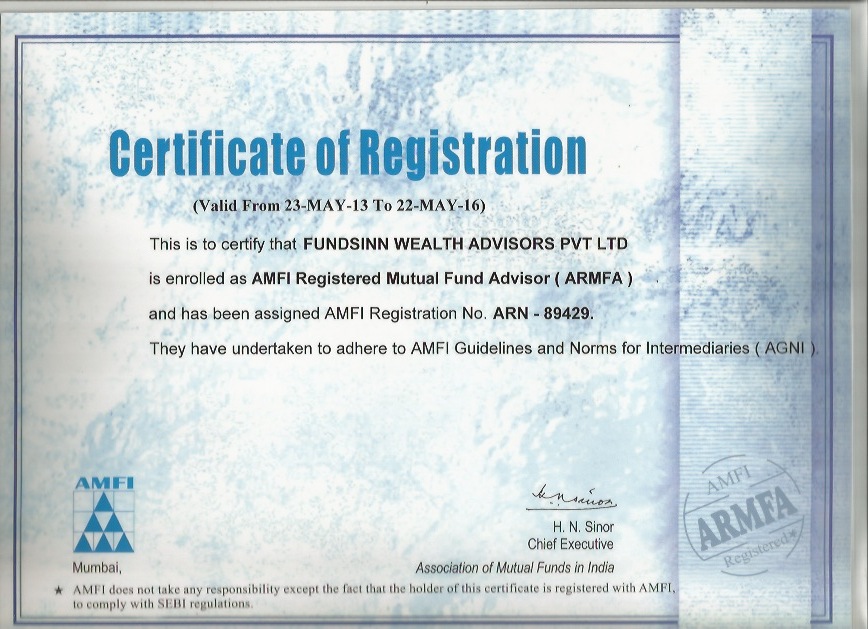 Certificate of Registration
(Valid From 23-MAY-13 To 22-MAY-16)
This is to certify that FUNDSINN WEALTH ADVISORS PVT LTD
is enrolled as AMFI Registered Mutual Fund Advisor ( ARMFA )
and has been assigned AMFI Registration No. ARN - 89429.
They have undertaken to adhere to AMFI Guidelines and Norms for Intermediaries ( AGNI ).
AMFI
Mumbai,
H. N. Sinor
H. N. Sinor
Chief Executive
Association of Mutual Funds in India
AMFI
ARMFA
Registered★
★ AMFI does not take any responsibility except the fact that the holder of this certificate is registered with AMFI,
to comply with SEBI regulations.